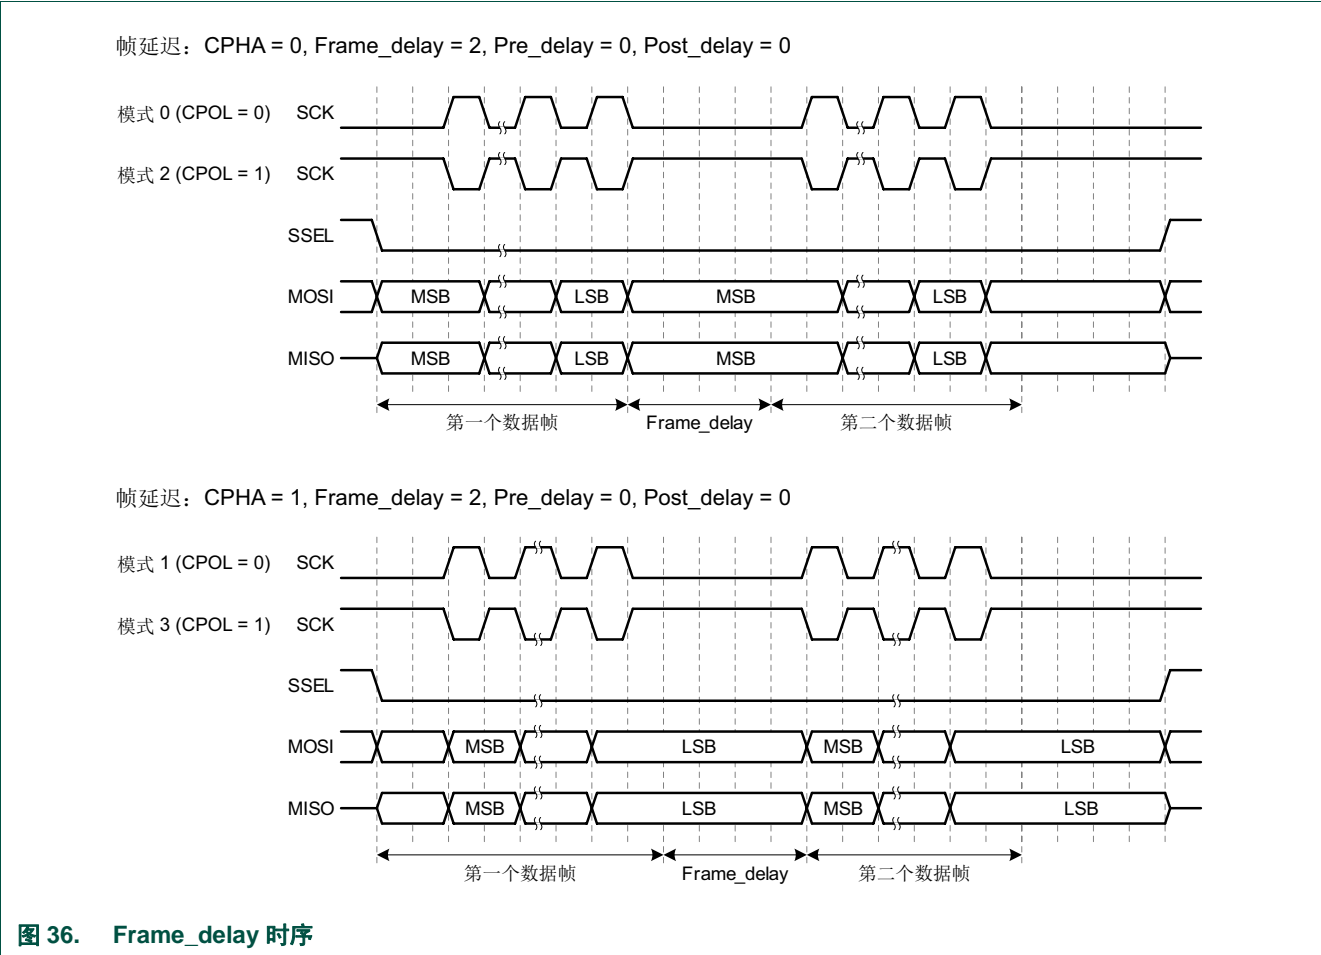 帧延迟：CPHA = 0, Frame_delay = 2, Pre_delay = 0, Post_delay = 0
模式 0 (CPOL = 0) SCK
模式 2 (CPOL = 1) SCK
SSEL
MOSI MSB LSB MSB LSB
MISO MSB LSB MSB LSB
第一个数据帧 Frame_delay 第二个数据帧
帧延迟：CPHA = 1, Frame_delay = 2, Pre_delay = 0, Post_delay = 0
模式 1 (CPOL = 0) SCK
模式 3 (CPOL = 1) SCK
SSEL
MOSI MSB LSB MSB LSB
MISO MSB LSB MSB LSB
第一个数据帧 Frame_delay 第二个数据帧
图 36. Frame_delay 时序